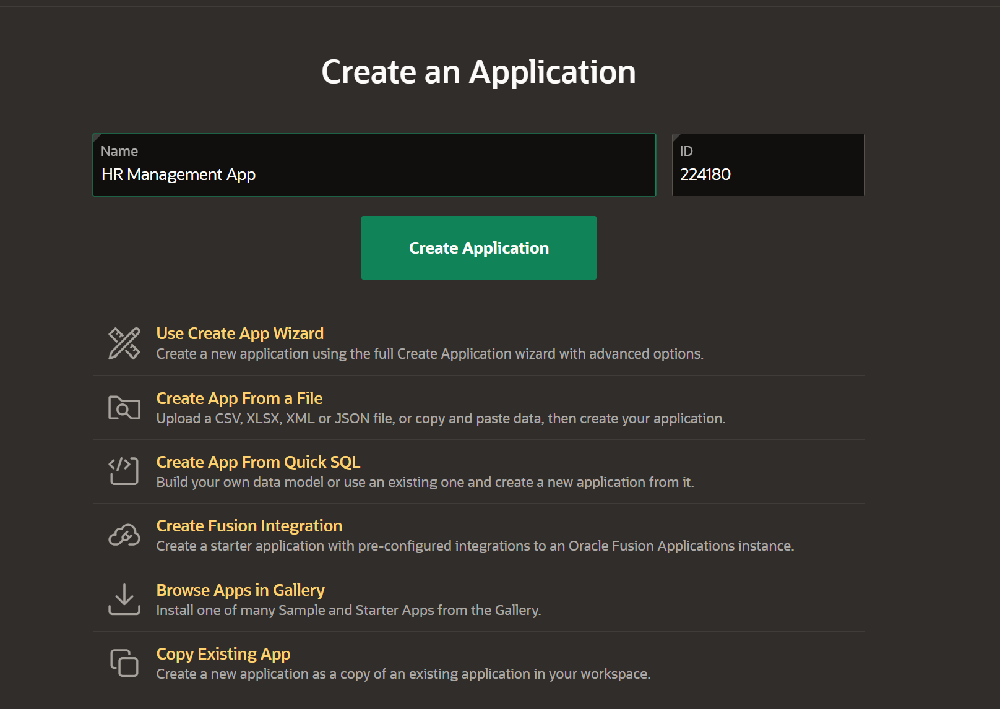 Create an Application
Name
HR Management App
ID
224180
Create Application
Use Create App Wizard
Create a new application using the full Create Application wizard with advanced options.
Create App From a File
Upload a CSV, XLSX, XML or JSON file, or copy and paste data, then create your application.
Create App From Quick SQL
Build your own data model or use an existing one and create a new application from it.
Create Fusion Integration
Create a starter application with pre-configured integrations to an Oracle Fusion Applications instance.
Browse Apps in Gallery
Install one of many Sample and Starter Apps from the Gallery.
Copy Existing App
Create a new application as a copy of an existing application in your workspace.